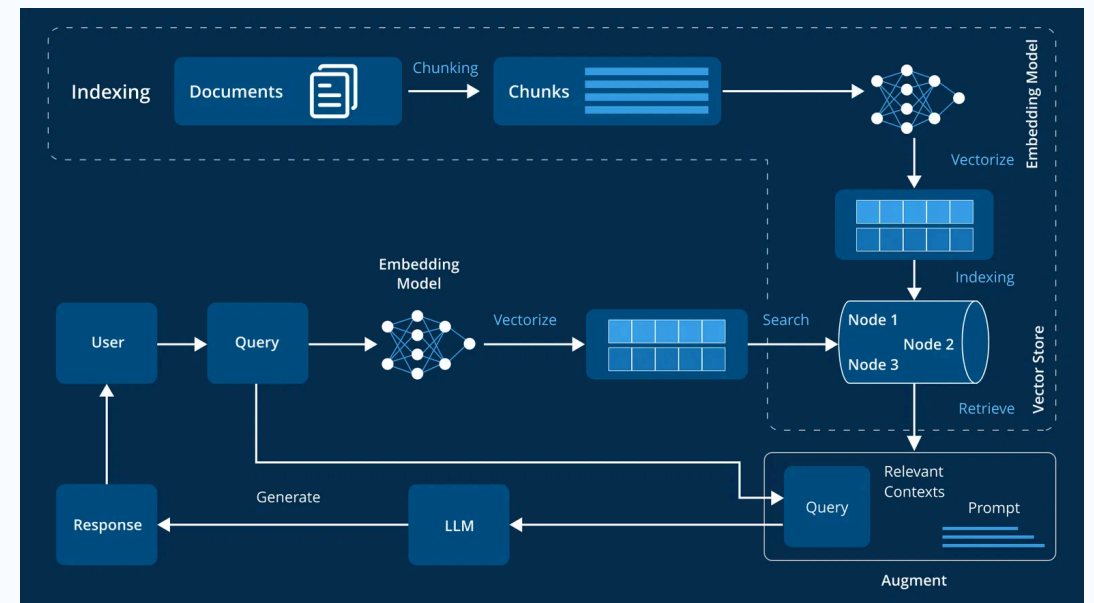 Indexing
Documents
Chunking
Chunks
Embedding Model
Vectorize
Indexing
Embedding
Model
User
Query
Vectorize
Search
Node 1
Node 2
Node 3
Vector Store
Retrieve
Response
Generate
LLM
Query
Relevant
Contexts
Prompt
Augment